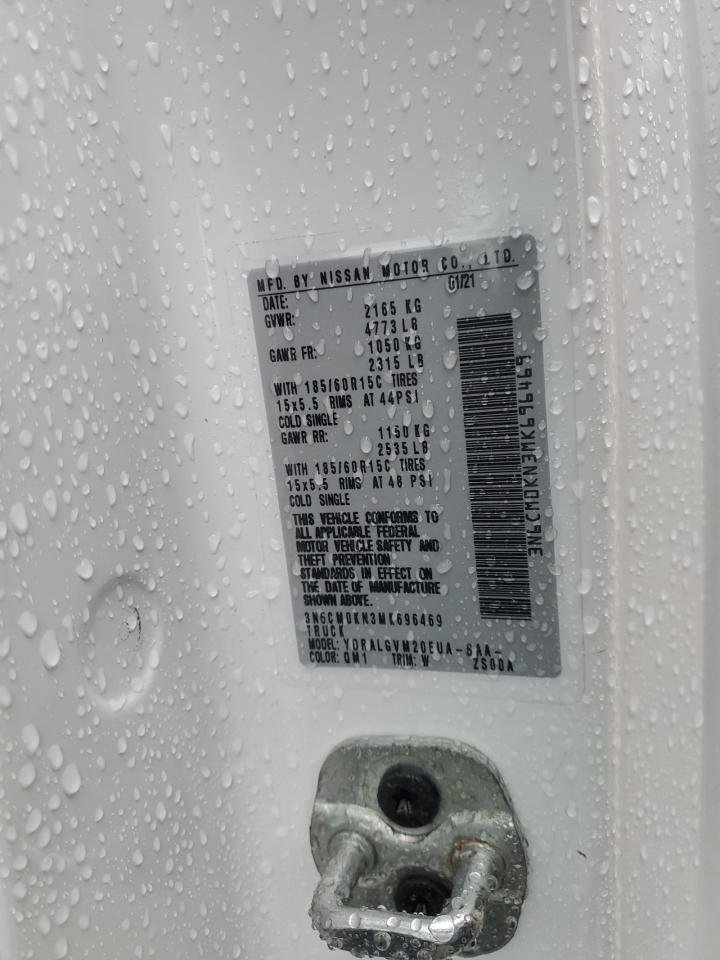 MFD. BY NISSAN MOTOR CO., LTD.
DATE: 01/21
GVWR: 2165 KG
4773 LB
GAWR FR: 1050 KG
2315 LB
WITH 185/60R15C TIRES
15x5.5 RIMS AT 44PSI
COLD SINGLE
GAWR RR: 1150 KG
2535 LB
WITH 185/60R15C TIRES
15x5.5 RIMS AT 48 PSI
COLD SINGLE
THIS VEHICLE CONFORMS TO
ALL APPLICABLE FEDERAL
MOTOR VEHICLE SAFETY AND
THEFT PREVENTION
STANDARDS IN EFFECT ON
THE DATE OF MANUFACTURE
SHOWN ABOVE.
3N6CM0KN3MK696469
TRUCK
MODEL: YDRALGVM20EUA-6AA-
COLOR: QM1 TRIM: W ZS00A
3N6CM0KN3MK696469